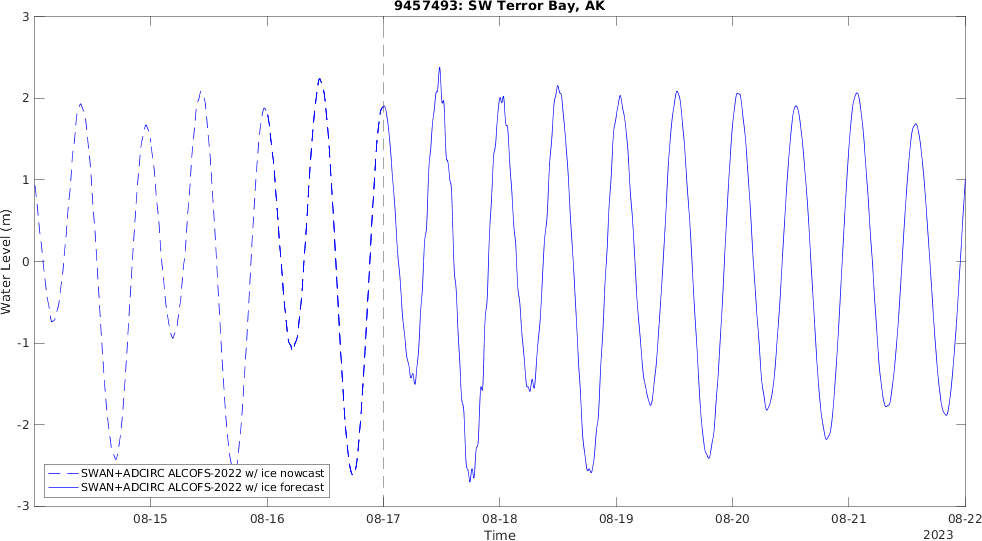 9457493: SW Terror Bay, AK
3
2
1
0
-1
-2
-3
Water Level (m)
SWAN+ADCIRC ALCOFS-2022 w/ ice nowcast
SWAN+ADCIRC ALCOFS-2022 w/ ice forecast
08-15 08-16 08-17 08-18 08-19 08-20 08-21 08-22
Time
2023